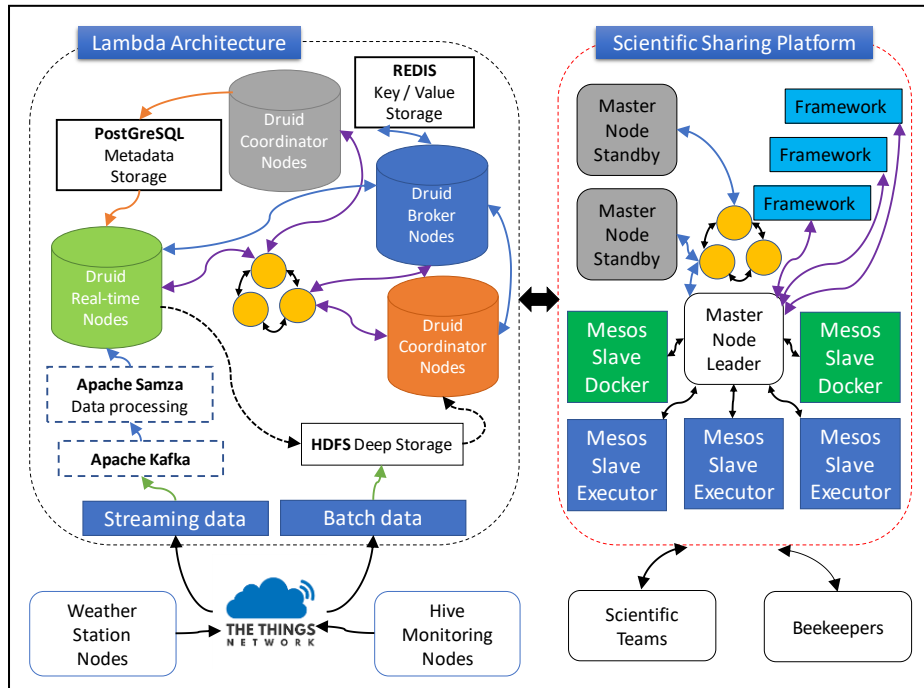 Lambda Architecture
REDIS
Key / Value
Storage
Druid
Coordinator
Nodes
PostGreSQL
Metadata
Storage
Druid
Broker
Nodes
Druid
Real-time
Nodes
Druid
Coordinator
Nodes
Apache Samza
Data processing
Apache Kafka
HDFS Deep Storage
Streaming data
Batch data
Weather
Station
Nodes
THE THINGS
NETWORK
Hive
Monitoring
Nodes
Scientific Sharing Platform
Master
Node
Standby
Framework
Framework
Framework
Master
Node
Standby
Master
Node
Leader
Mesos
Slave
Docker
Mesos
Slave
Docker
Mesos
Slave
Executor
Mesos
Slave
Executor
Mesos
Slave
Executor
Scientific
Teams
Beekeepers